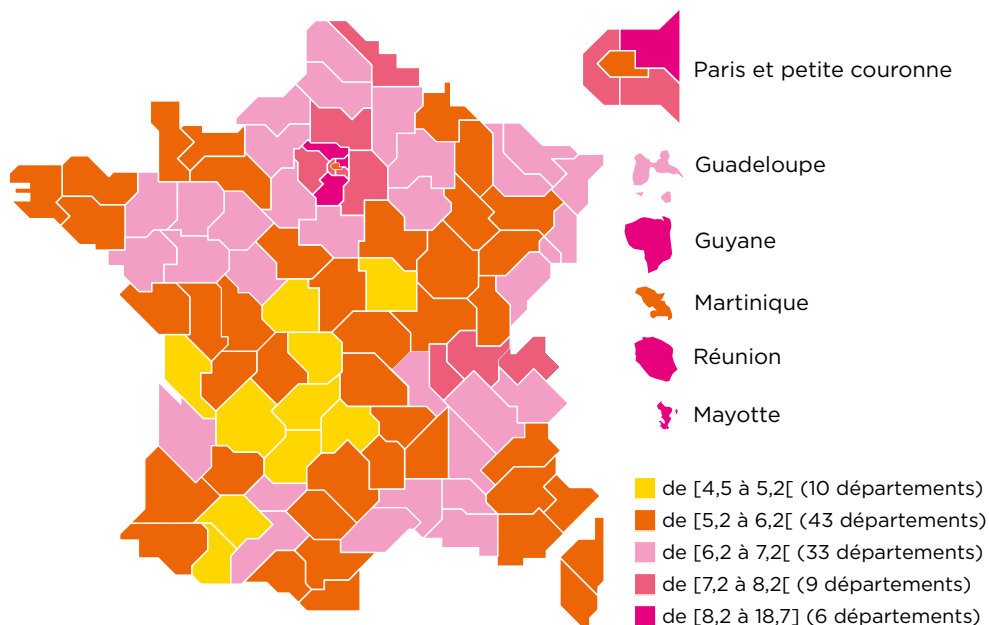 Paris et petite couronne
Guadeloupe
Guyane
Martinique
Réunion
Mayotte
de [4,5 à 5,2[ (10 départements)
de [5,2 à 6,2[ (43 départements)
de [6,2 à 7,2[ (33 départements)
de [7,2 à 8,2[ (9 départements)
de [8,2 à 18,7] (6 départements)